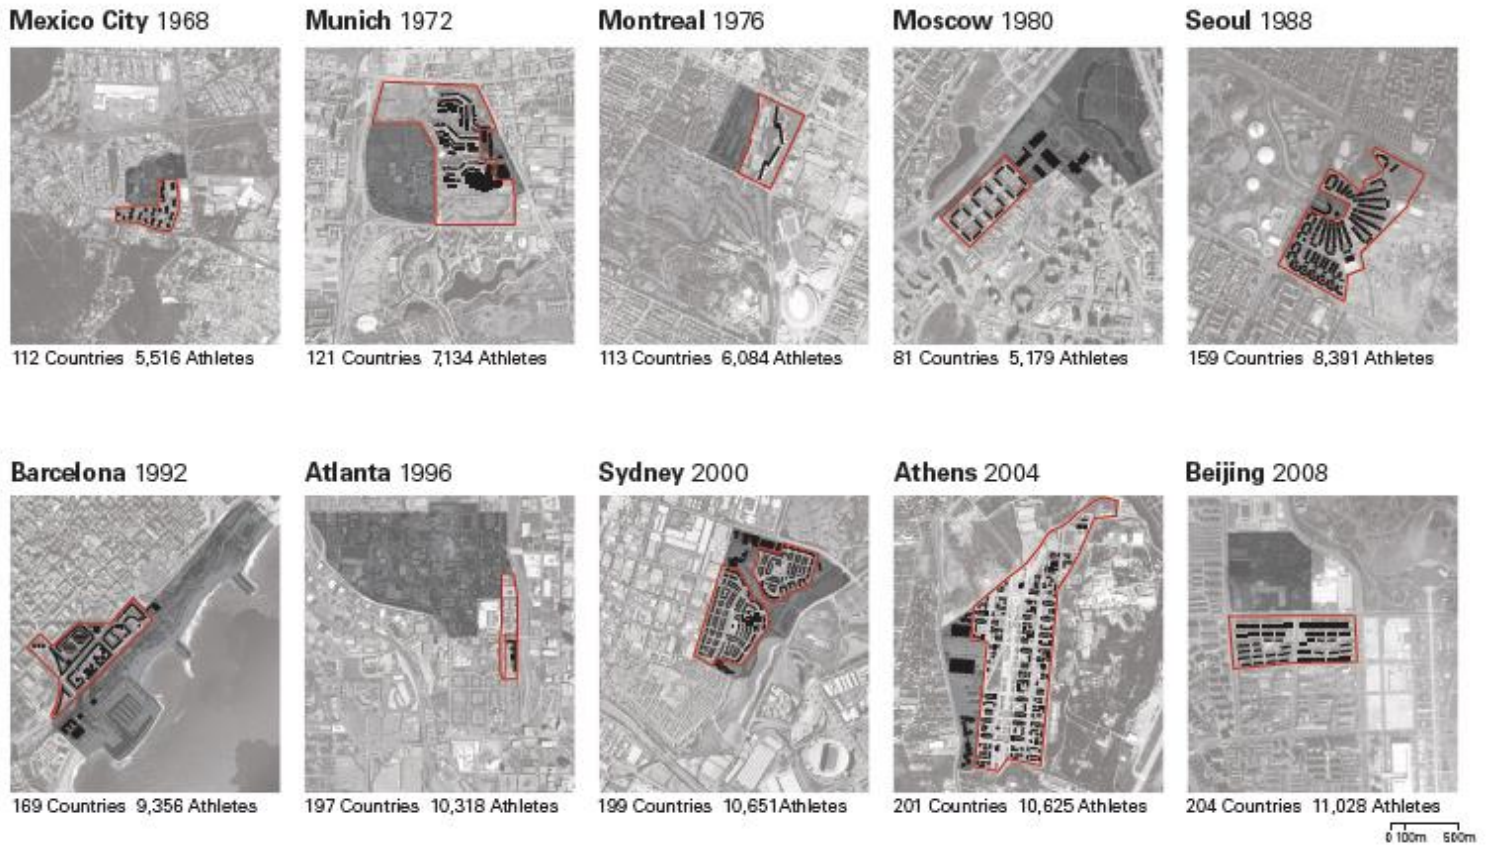 Mexico City 1968
Munich 1972
Montreal 1976
Moscow 1980
Seoul 1988
112 Countries 5,516 Athletes
121 Countries 7,134 Athletes
113 Countries 6,084 Athletes
81 Countries 5,179 Athletes
159 Countries 8,391 Athletes
Barcelona 1992
Atlanta 1996
Sydney 2000
Athens 2004
Beijing 2008
169 Countries 9,356 Athletes
197 Countries 10,318 Athletes
199 Countries 10,651 Athletes
201 Countries 10,625 Athletes
204 Countries 11,028 Athletes
0 100m 500m